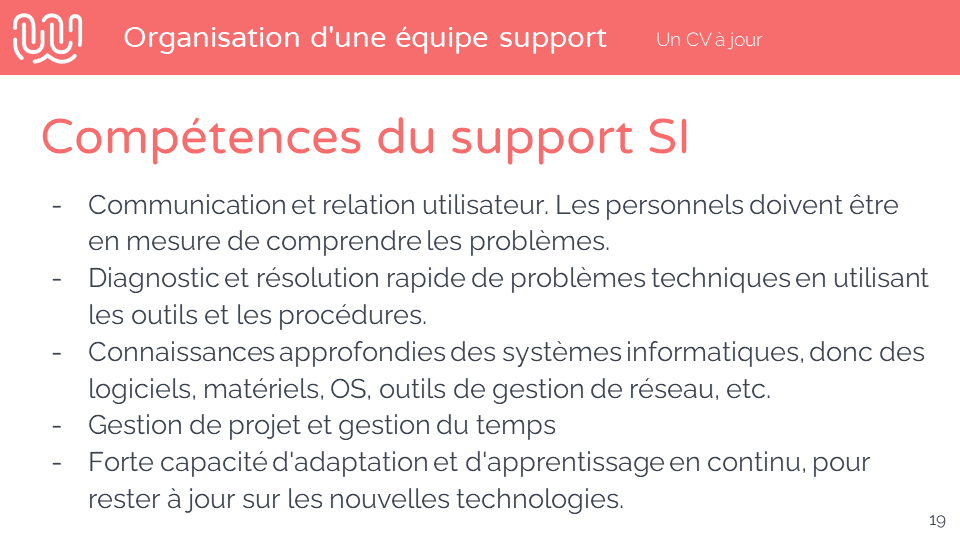 Organisation d'une équipe support
Un CV à jour
Compétences du support SI
- Communication et relation utilisateur. Les personnels doivent être
en mesure de comprendre les problèmes.
- Diagnostic et résolution rapide de problèmes techniques en utilisant
les outils et les procédures.
- Connaissances approfondies des systèmes informatiques, donc des
logiciels, matériels, OS, outils de gestion de réseau, etc.
- Gestion de projet et gestion du temps
- Forte capacité d'adaptation et d'apprentissage en continu, pour
rester à jour sur les nouvelles technologies.
19